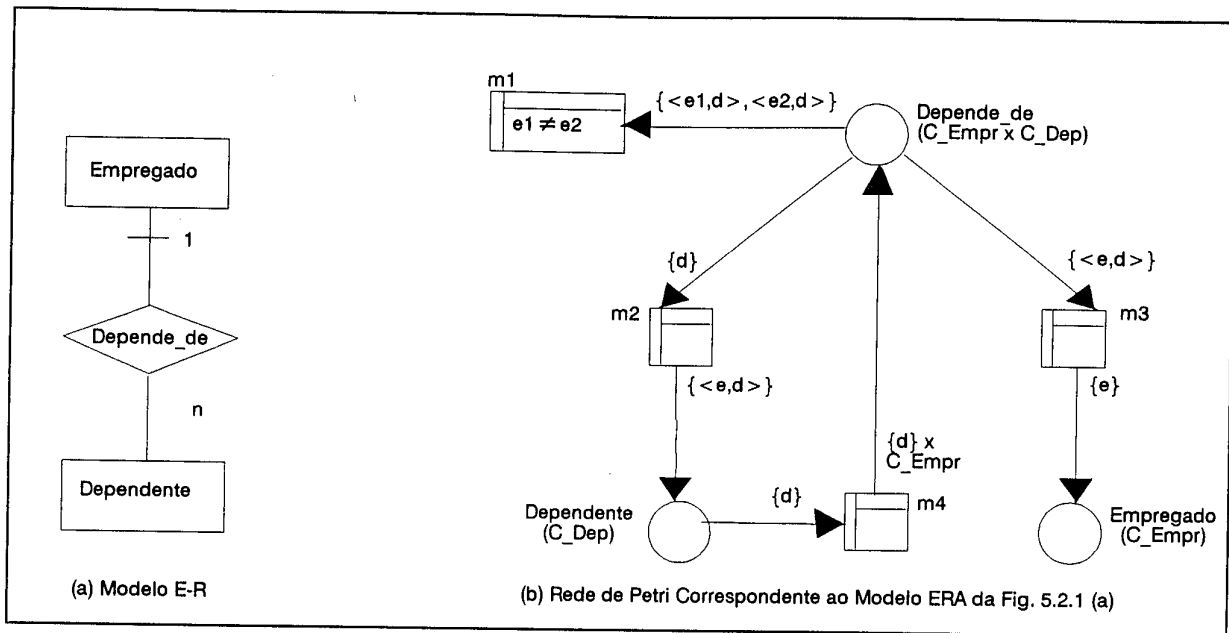 Empregado
1
Depende_de
n
Dependente
(a) Modelo E-R
m1
e1 ≠ e2
{<e1,d>,<e2,d>}
Depende_de
(C_Empr x C_Dep)
{d}
{<e,d>}
m2
m3
{<e,d>}
{e}
{d} x
C_Empr
Dependente
(C_Dep)
{d}
m4
Empregado
(C_Empr)
(b) Rede de Petri Correspondente ao Modelo ERA da Fig. 5.2.1 (a)